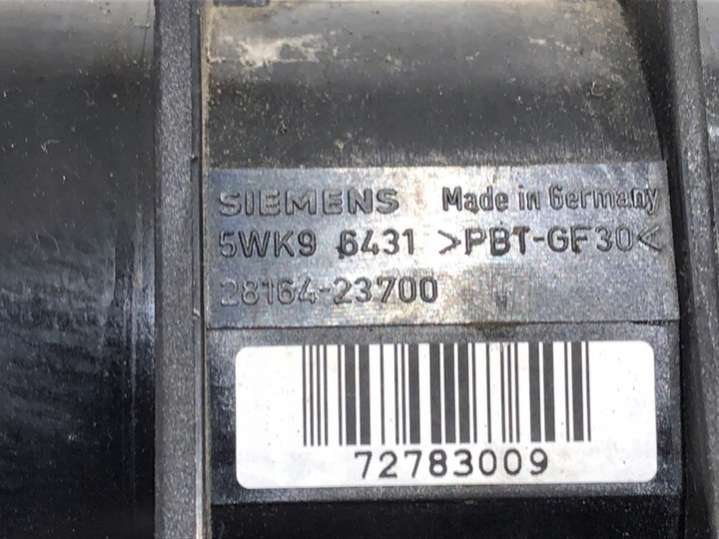 SIEMENS Made in Germany
5WK9 6431 >PBT-GF30<
28164-23700
72783009